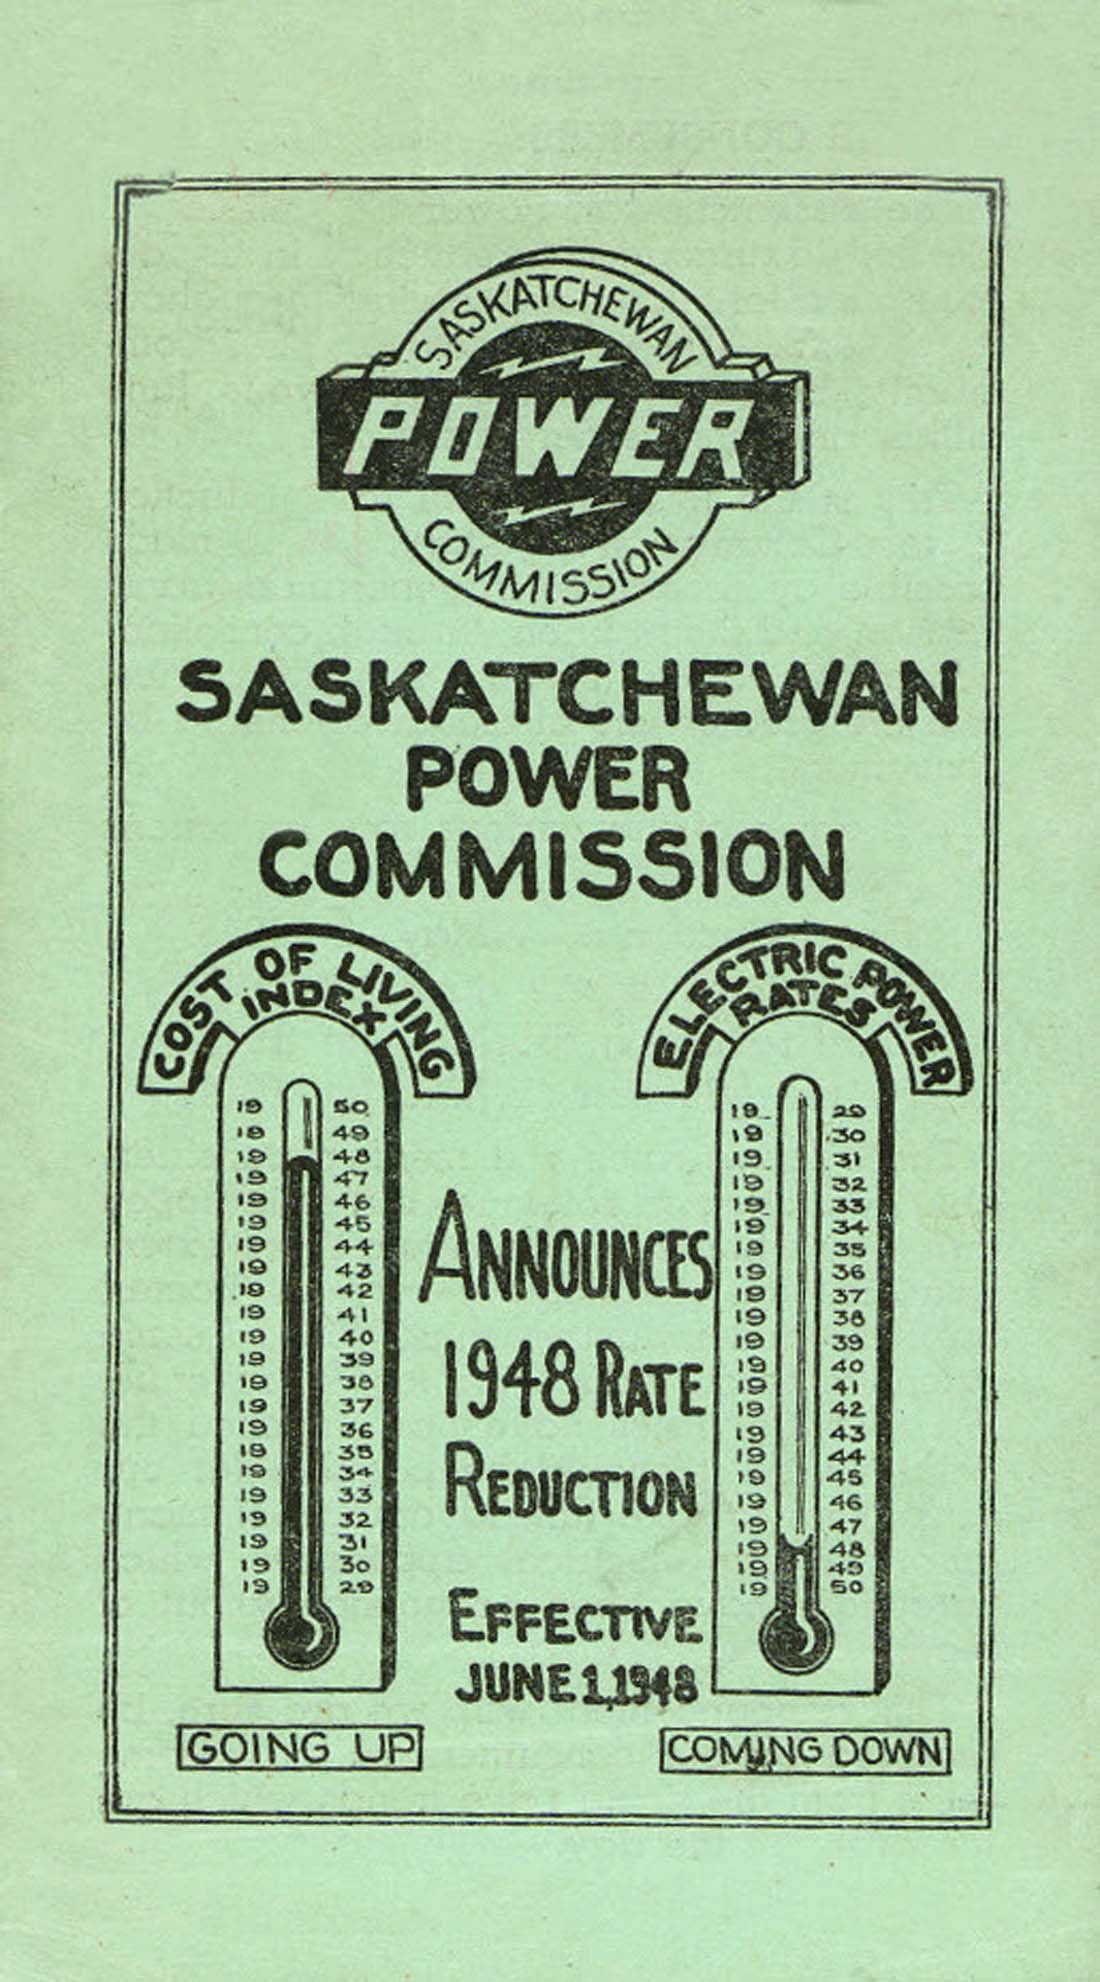 SASKATCHEWAN
POWER
COMMISSION
SASKATCHEWAN
POWER
COMMISSION
COST OF LIVING
INDEX
19 50
19 49
19 48
19 47
19 46
19 45
19 44
19 43
19 42
19 41
19 40
19 39
19 38
19 37
19 36
19 35
19 34
19 33
19 32
19 31
19 30
19 29
GOING UP
ANNOUNCES
1948 RATE
REDUCTION
EFFECTIVE
JUNE 1, 1948
ELECTRIC POWER
RATES
19 29
19 30
19 31
19 32
19 33
19 34
19 35
19 36
19 37
19 38
19 39
19 40
19 41
19 42
19 43
19 44
19 45
19 46
19 47
19 48
19 49
19 50
COMING DOWN